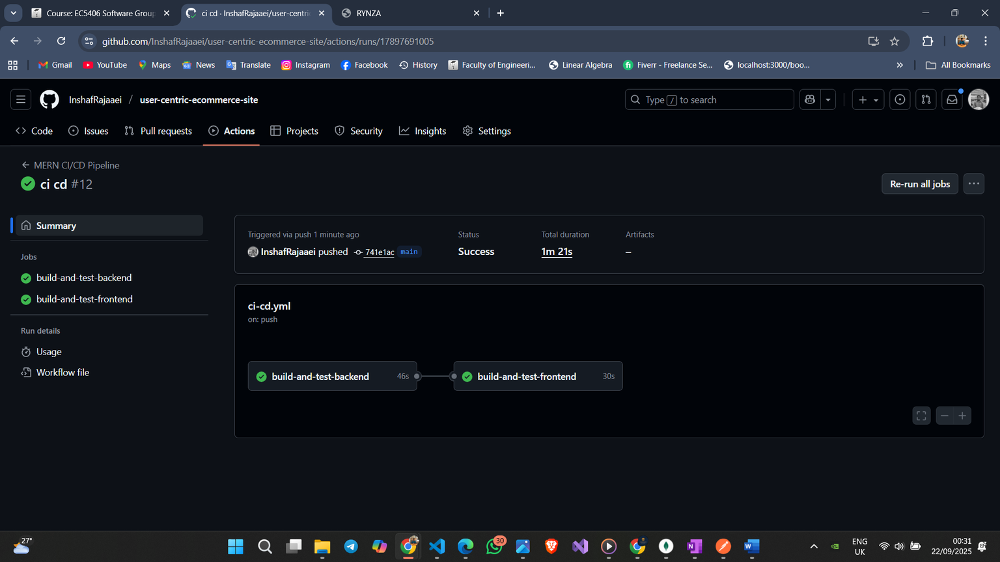 Course: EC5406 Software Group
ci cd · InshafRajaaei/user-centri
RYNZA
github.com/InshafRajaaei/user-centric-ecommerce-site/actions/runs/17897691005
Gmail
YouTube
Maps
News
Translate
Instagram
Facebook
History
Faculty of Engineeri...
Linear Algebra
Fiverr - Freelance Se...
localhost:3000/boo...
All Bookmarks
InshafRajaaei / user-centric-ecommerce-site
Type / to search
Code
Issues
Pull requests
Actions
Projects
Security
Insights
Settings
MERN CI/CD Pipeline
ci cd #12
Re-run all jobs
Summary
Jobs
build-and-test-backend
build-and-test-frontend
Run details
Usage
Workflow file
Triggered via push 1 minute ago
InshafRajaaei pushed 741e1ac main
Status
Success
Total duration
1m 21s
Artifacts
–
ci-cd.yml
on: push
build-and-test-backend 46s
build-and-test-frontend 30s
27°
30
ENG
UK
00:31
22/09/2025